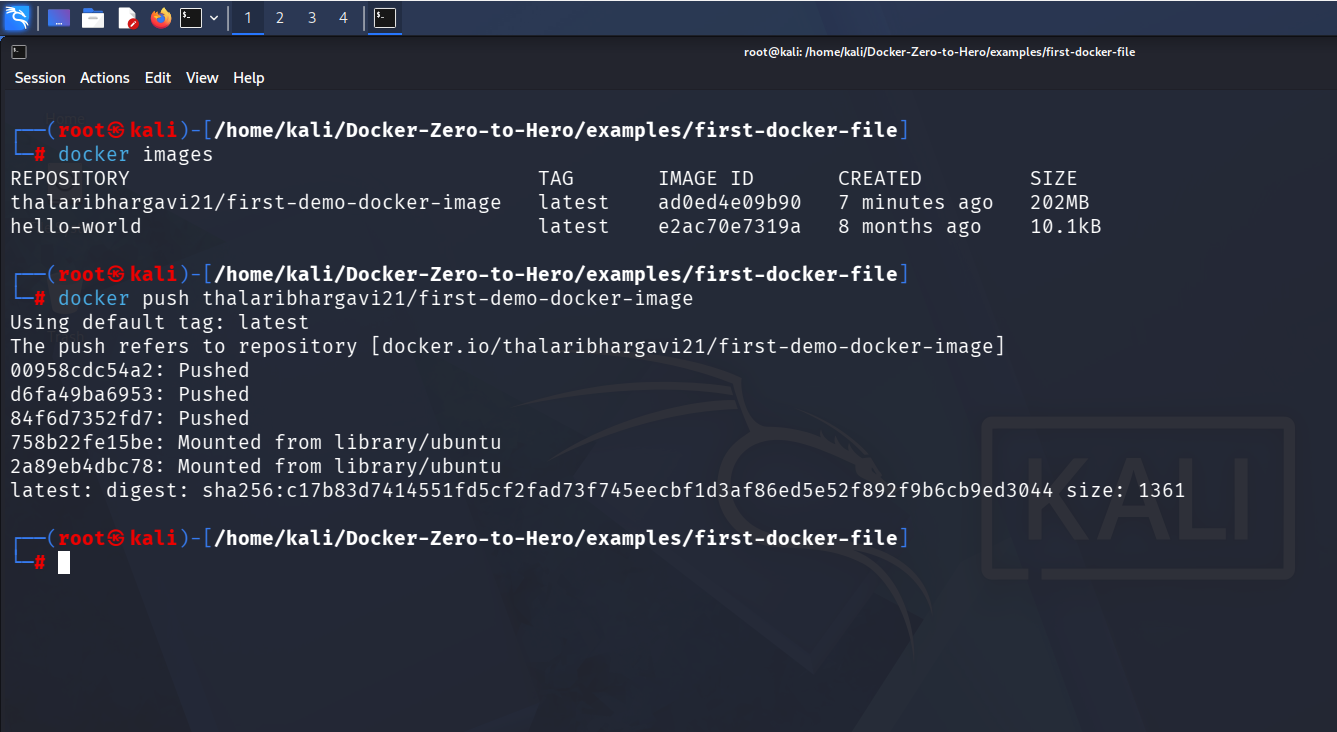 1 2 3 4
root@kali: /home/kali/Docker-Zero-to-Hero/examples/first-docker-file
Session Actions Edit View Help
┌──(root㉿kali)-[/home/kali/Docker-Zero-to-Hero/examples/first-docker-file]
└─# docker images
REPOSITORY TAG IMAGE ID CREATED SIZE
thalaribhargavi21/first-demo-docker-image latest ad0ed4e09b90 7 minutes ago 202MB
hello-world latest e2ac70e7319a 8 months ago 10.1kB
┌──(root㉿kali)-[/home/kali/Docker-Zero-to-Hero/examples/first-docker-file]
└─# docker push thalaribhargavi21/first-demo-docker-image
Using default tag: latest
The push refers to repository [docker.io/thalaribhargavi21/first-demo-docker-image]
00958cdc54a2: Pushed
d6fa49ba6953: Pushed
84f6d7352fd7: Pushed
758b22fe15be: Mounted from library/ubuntu
2a89eb4dbc78: Mounted from library/ubuntu
latest: digest: sha256:c17b83d7414551fd5cf2fad73f745eecbf1d3af86ed5e52f892f9b6cb9ed3044 size: 1361
┌──(root㉿kali)-[/home/kali/Docker-Zero-to-Hero/examples/first-docker-file]
└─#
KALI